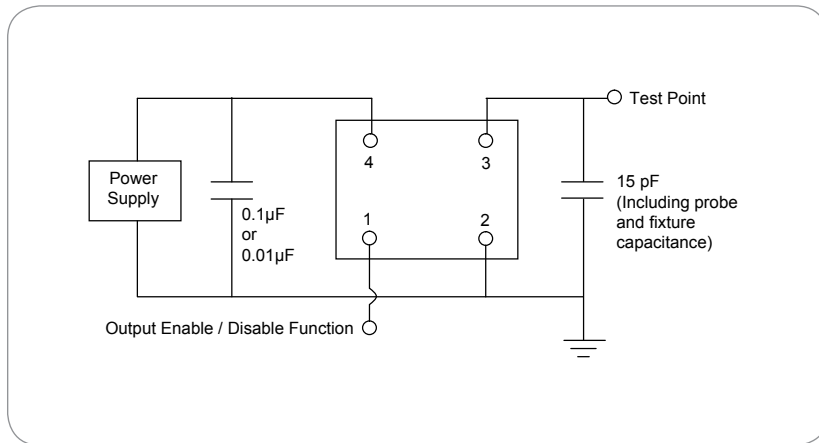 Test Point
4
3
Power
Supply
0.1µF
or
0.01µF
1
2
15 pF
(Including probe
and fixture
capacitance)
Output Enable / Disable Function